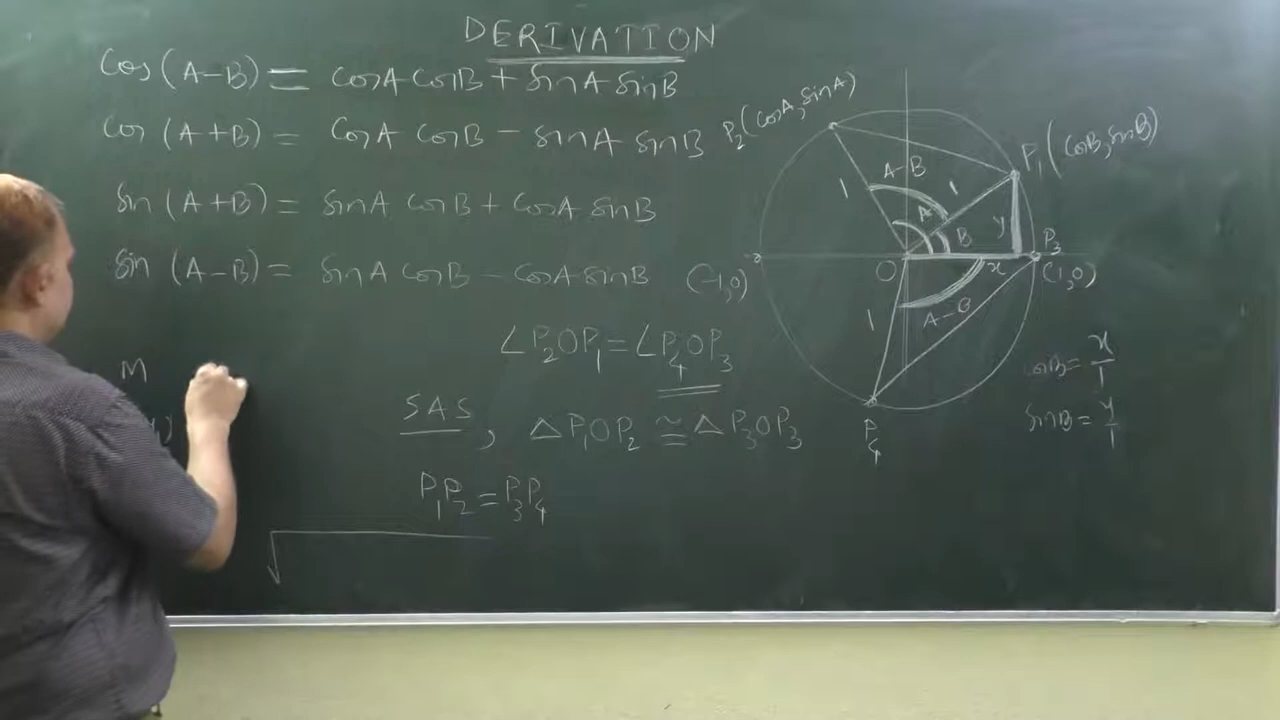 DERIVATION
Cos (A-B) = CosA CosB + SinA SinB
Cos (A+B) = CosA CosB - SinA SinB
Sin (A+B) = SinA CosB + CosA SinB
Sin (A-B) = SinA CosB - CosA SinB
∠P₂OP₁ = ∠P₄OP₃
SAS , △P₁OP₂ ≅ △P₃OP₃
P₁P₂ = P₃P₄
M
√
P₂(CosA, SinA)
P₁(CosB, SinB)
A-B
1
1
A
B
y
P₃
(-1,0)
O
x
(1,0)
1
A-B
P₄
CosB = x/1
SinB = y/1